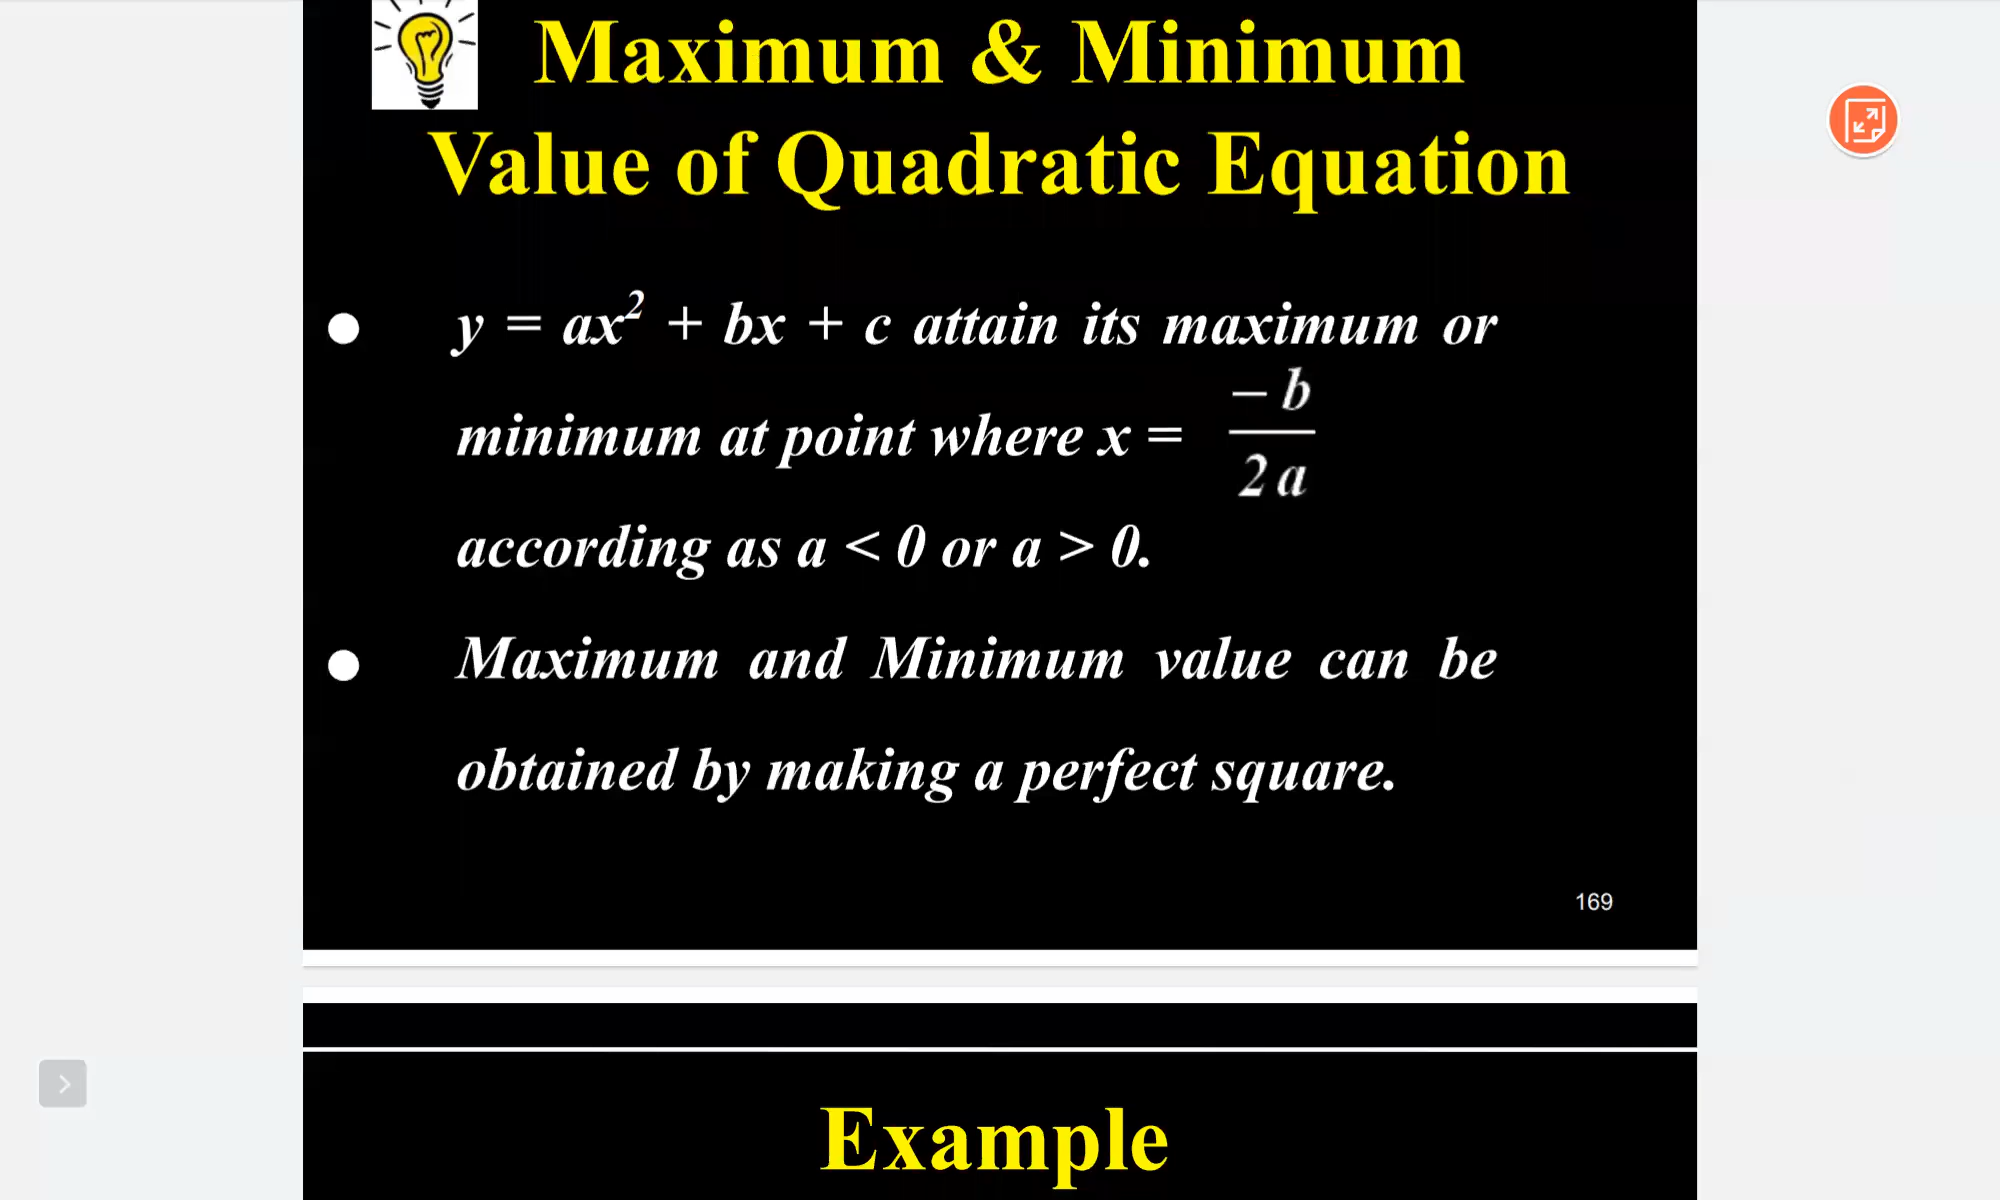 Maximum & Minimum
Value of Quadratic Equation
● y = ax² + bx + c attain its maximum or
minimum at point where x = – b / 2 a
according as a < 0 or a > 0.
● Maximum and Minimum value can be
obtained by making a perfect square.
169
Example